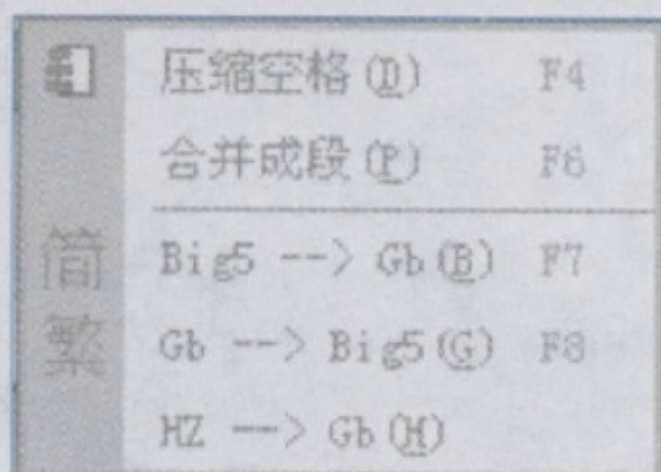 压缩空格(D) F4
合并成段(P) F6
简 Big5 --> Gb(B) F7
繁 Gb --> Big5(G) F8
HZ --> Gb(H)